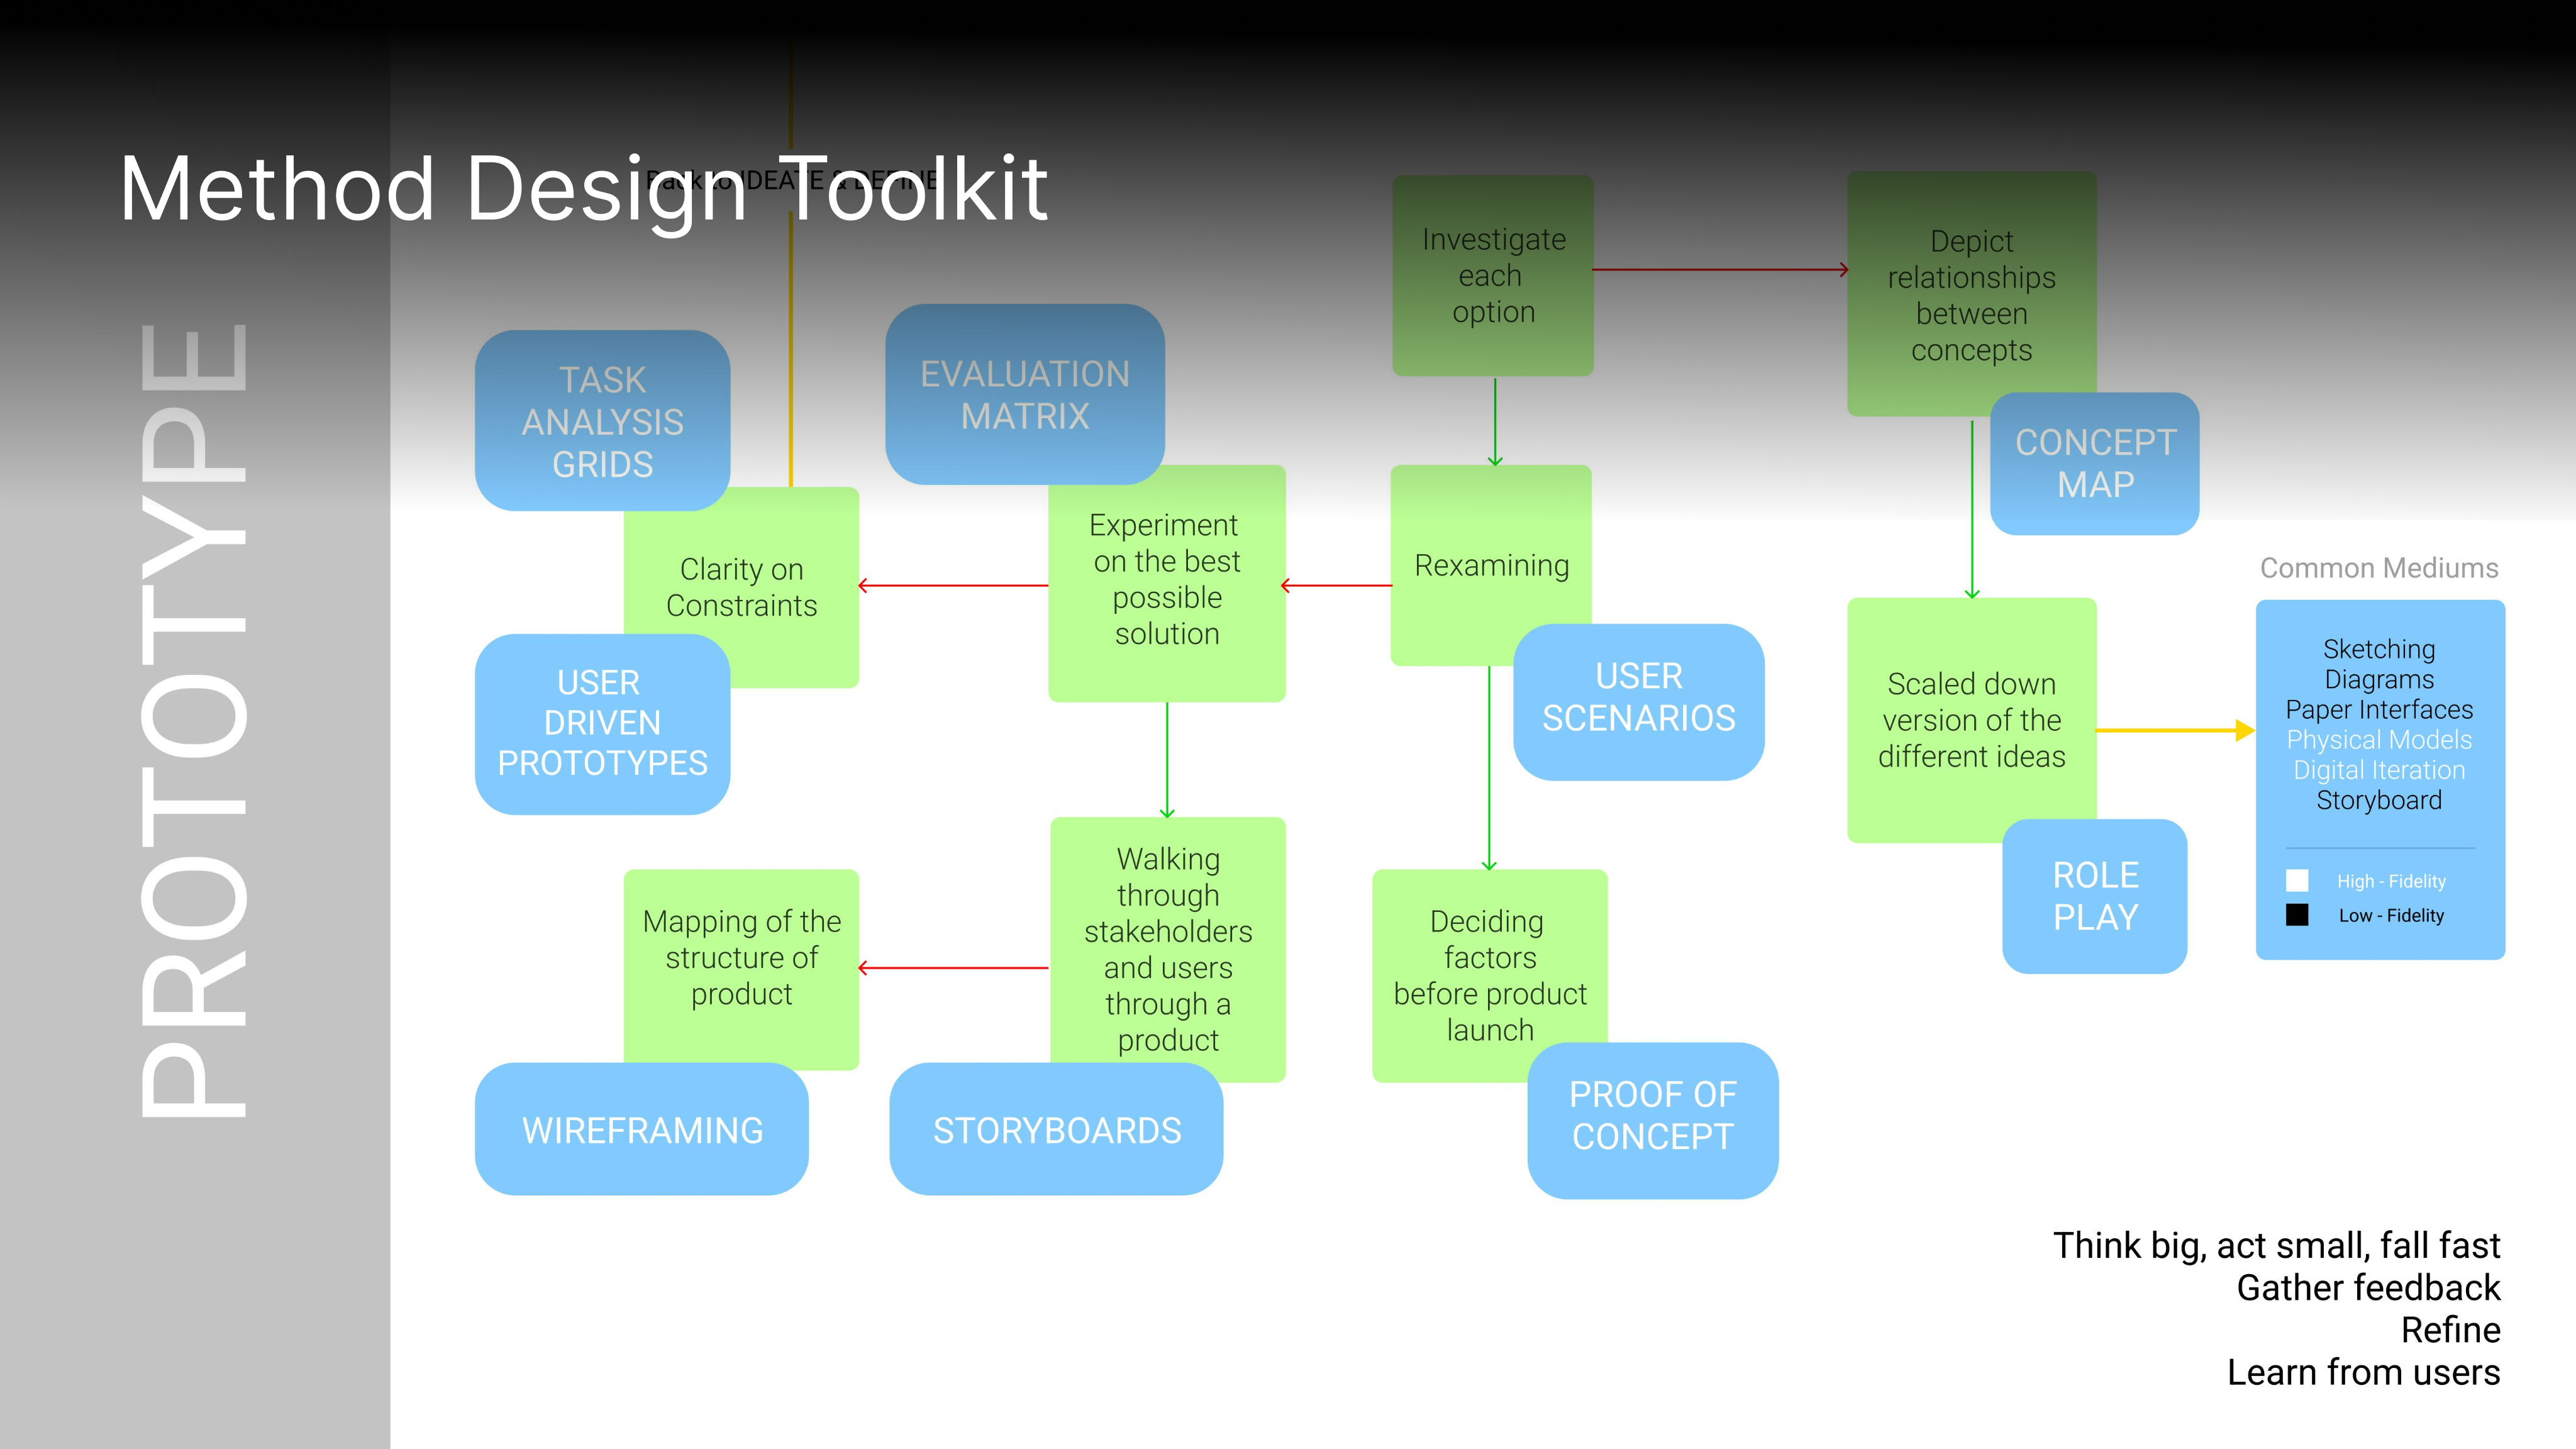 Method Design Toolkit
Back to IDEATE & DEFINE
PROTOTYPE
Investigate
each
option
Depict
relationships
between
concepts
TASK
ANALYSIS
GRIDS
EVALUATION
MATRIX
CONCEPT
MAP
Clarity on
Constraints
Experiment
on the best
possible
solution
Rexamining
USER
DRIVEN
PROTOTYPES
USER
SCENARIOS
Scaled down
version of the
different ideas
ROLE
PLAY
Common Mediums
Sketching
Diagrams
Paper Interfaces
Physical Models
Digital Iteration
Storyboard
High - Fidelity
Low - Fidelity
Mapping of the
structure of
product
WIREFRAMING
Walking
through
stakeholders
and users
through a
product
STORYBOARDS
Deciding
factors
before product
launch
PROOF OF
CONCEPT
Think big, act small, fall fast
Gather feedback
Refine
Learn from users